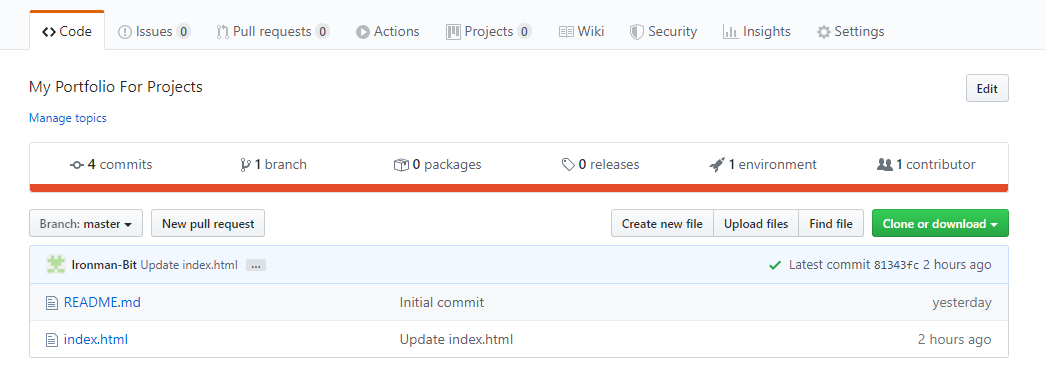 Code Issues 0 Pull requests 0 Actions Projects 0 Wiki Security Insights Settings
My Portfolio For Projects Edit
Manage topics
4 commits 1 branch 0 packages 0 releases 1 environment 1 contributor
Branch: master New pull request Create new file Upload files Find file Clone or download
Ironman-Bit Update index.html ... Latest commit 81343fc 2 hours ago
README.md Initial commit yesterday
index.html Update index.html 2 hours ago